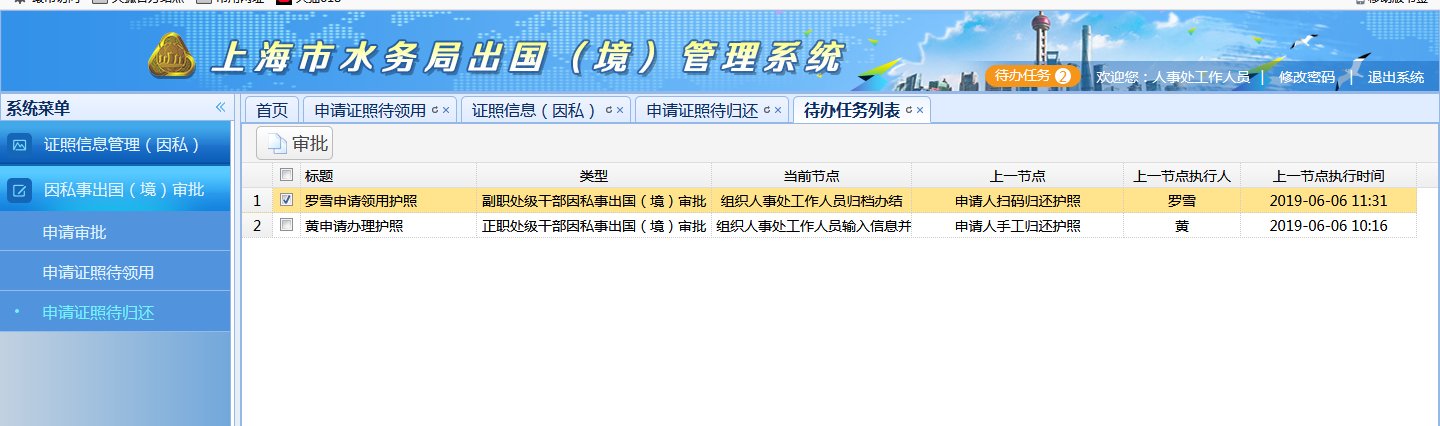 上海市水务局出国（境）管理系统
待办任务 2 欢迎您：人事处工作人员 | 修改密码 | 退出系统
系统菜单
首页 申请证照待领用 证照信息（因私） 申请证照待归还 待办任务列表
证照信息管理（因私）
因私事出国（境）审批
申请审批
申请证照待领用
申请证照待归还
审批
标题 类型 当前节点 上一节点 上一节点执行人 上一节点执行时间
1 罗雪申请领用护照 副职处级干部因私事出国（境）审批 组织人事处工作人员归档办结 申请人扫码归还护照 罗雪 2019-06-06 11:31
2 黄申请办理护照 正职处级干部因私事出国（境）审批 组织人事处工作人员输入信息并 申请人手工归还护照 黄 2019-06-06 10:16